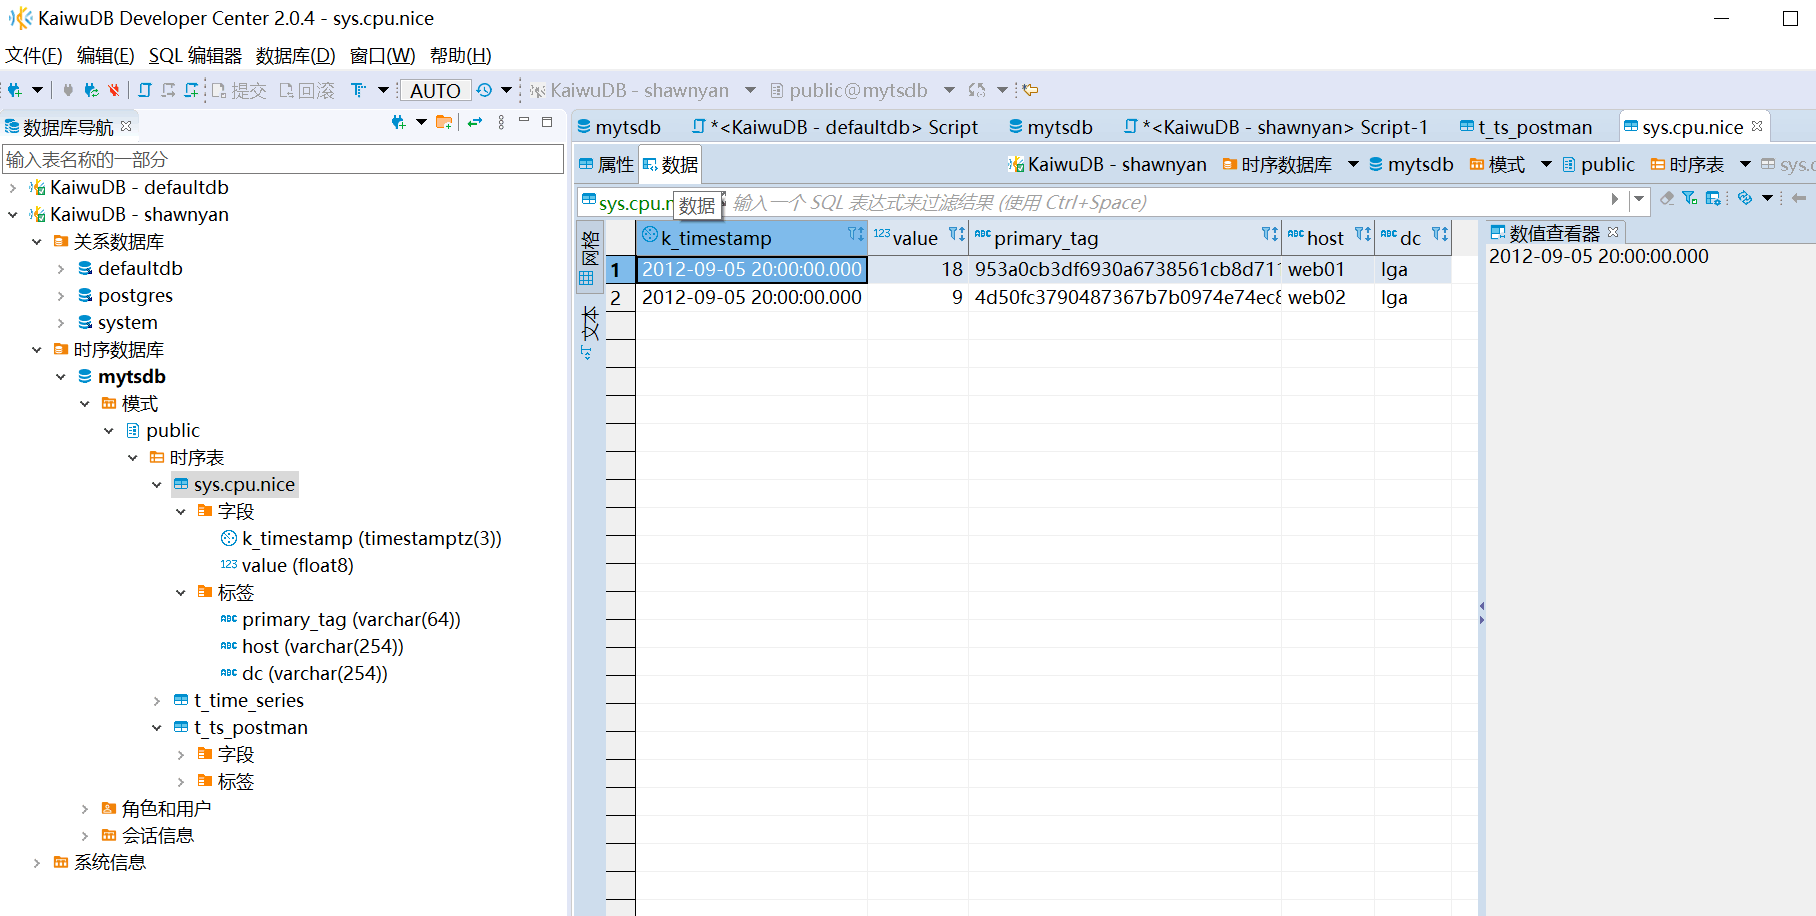 KaiwuDB Developer Center 2.0.4 - sys.cpu.nice
文件(F) 编辑(E) SQL 编辑器 数据库(D) 窗口(W) 帮助(H)
提交 回滚 AUTO KaiwuDB - shawnyan public@mytsdb
数据库导航
mytsdb *<KaiwuDB - defaultdb> Script mytsdb *<KaiwuDB - shawnyan> Script-1 t_ts_postman sys.cpu.nice
输入表名称的一部分
属性 数据 KaiwuDB - shawnyan 时序数据库 mytsdb 模式 public 时序表
sys.cpu.n 数据 输入一个 SQL 表达式来过滤结果 (使用 Ctrl+Space)
KaiwuDB - defaultdb
KaiwuDB - shawnyan
关系数据库
defaultdb
postgres
system
时序数据库
mytsdb
模式
public
时序表
sys.cpu.nice
字段
k_timestamp (timestamptz(3))
123 value (float8)
标签
ABC primary_tag (varchar(64))
ABC host (varchar(254))
ABC dc (varchar(254))
t_time_series
t_ts_postman
字段
标签
角色和用户
会话信息
系统信息
网格
文本
k_timestamp 123 value ABC primary_tag ABC host ABC dc
1 2012-09-05 20:00:00.000 18 953a0cb3df6930a6738561cb8d71 web01 lga
2 2012-09-05 20:00:00.000 9 4d50fc3790487367b7b0974e74ec8 web02 lga
数值查看器
2012-09-05 20:00:00.000